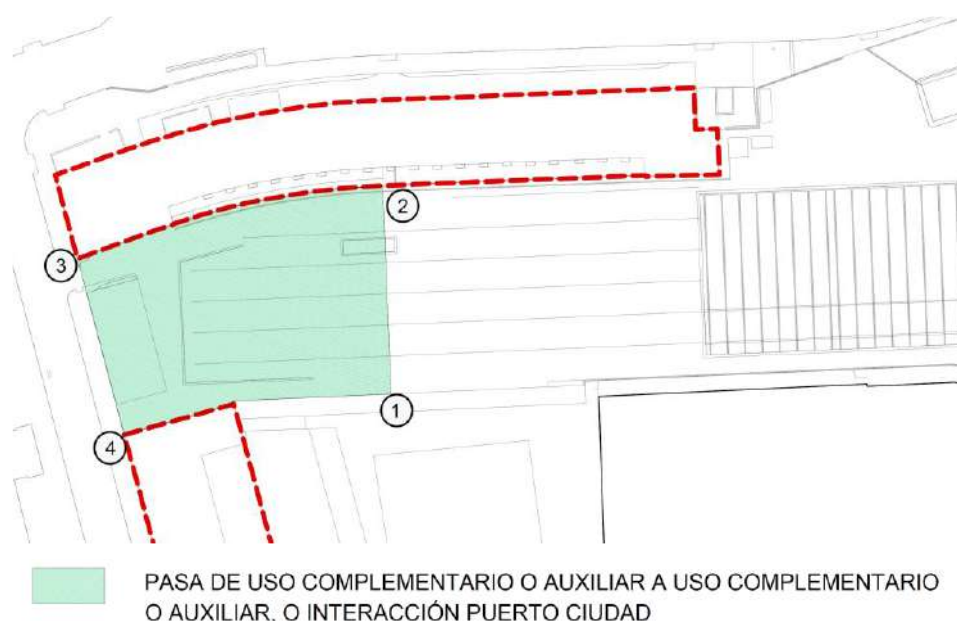 2
3
1
4
PASA DE USO COMPLEMENTARIO O AUXILIAR A USO COMPLEMENTARIO
O AUXILIAR, O INTERACCIÓN PUERTO CIUDAD